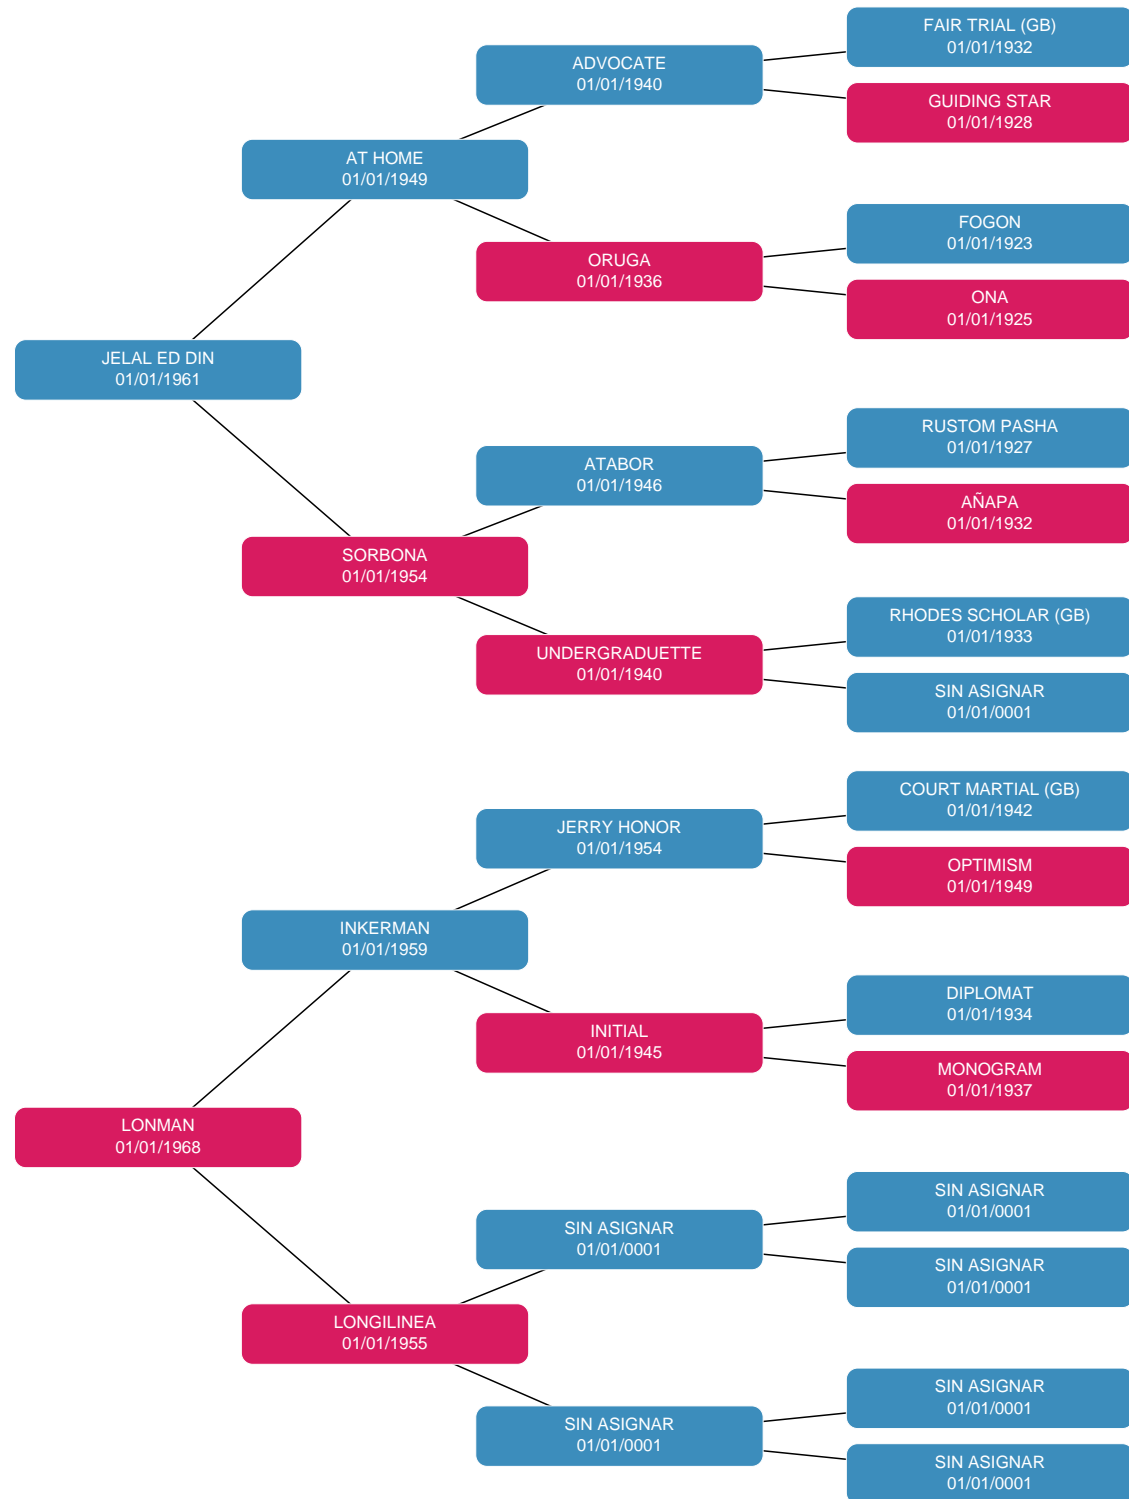 FAIR TRIAL (GB)
01/01/1932
ADVOCATE
01/01/1940
GUIDING STAR
01/01/1928
AT HOME
01/01/1949
FOGON
01/01/1923
ORUGA
01/01/1936
ONA
01/01/1925
JELAL ED DIN
01/01/1961
RUSTOM PASHA
01/01/1927
ATABOR
01/01/1946
AÑAPA
01/01/1932
SORBONA
01/01/1954
RHODES SCHOLAR (GB)
01/01/1933
UNDERGRADUETTE
01/01/1940
SIN ASIGNAR
01/01/0001
COURT MARTIAL (GB)
01/01/1942
JERRY HONOR
01/01/1954
OPTIMISM
01/01/1949
INKERMAN
01/01/1959
DIPLOMAT
01/01/1934
INITIAL
01/01/1945
MONOGRAM
01/01/1937
LONMAN
01/01/1968
SIN ASIGNAR
01/01/0001
SIN ASIGNAR
01/01/0001
SIN ASIGNAR
01/01/0001
LONGILINEA
01/01/1955
SIN ASIGNAR
01/01/0001
SIN ASIGNAR
01/01/0001
SIN ASIGNAR
01/01/0001